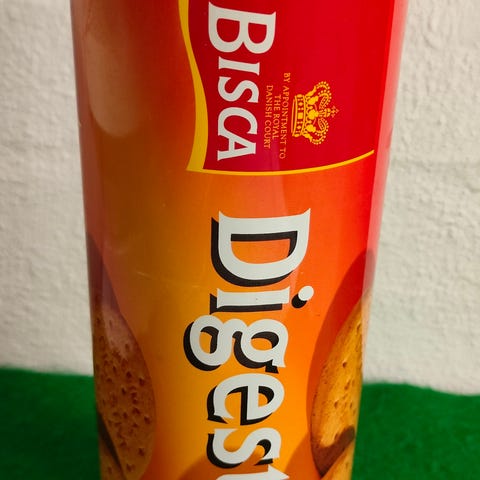 BISCA
BY APPOINTMENT TO
THE ROYAL
DANISH COURT
Digest